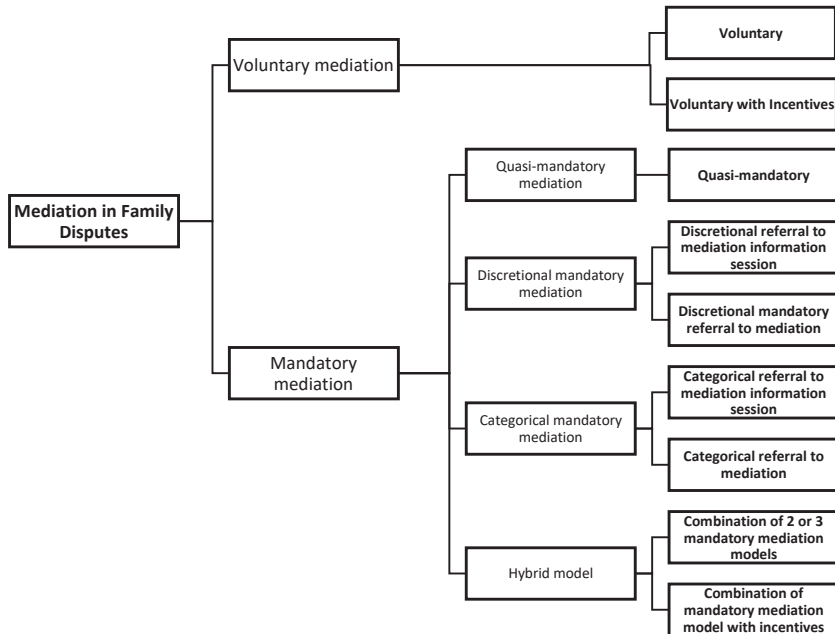 Mediation in Family
Disputes
Voluntary mediation
Voluntary
Voluntary with Incentives
Mandatory
mediation
Quasi-mandatory
mediation
Quasi-mandatory
Discretional mandatory
mediation
Discretional referral to
mediation information
session
Discretional mandatory
referral to mediation
Categorical mandatory
mediation
Categorical referral to
mediation information
session
Categorical referral to
mediation
Hybrid model
Combination of 2 or 3
mandatory mediation
models
Combination of
mandatory mediation
model with incentives